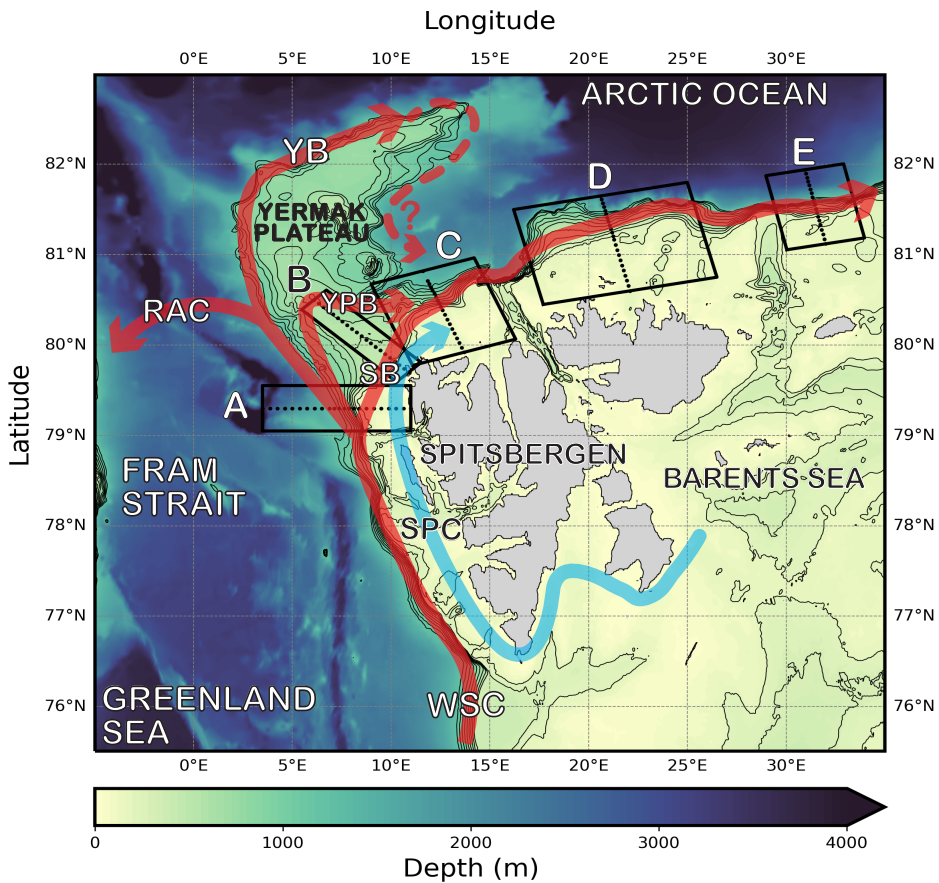 Longitude
0°E 5°E 10°E 15°E 20°E 25°E 30°E
ARCTIC OCEAN
82°N 82°N
YB
D
E
YERMAK
PLATEAU
?
81°N 81°N
C
B
YPB
RAC
80°N 80°N
SB
A
79°N 79°N
SPITSBERGEN
FRAM
STRAIT
BARENTS SEA
78°N 78°N
SPC
77°N 77°N
GREENLAND
SEA
WSC
76°N 76°N
Latitude
0°E 5°E 10°E 15°E 20°E 25°E 30°E
0 1000 2000 3000 4000
Depth (m)